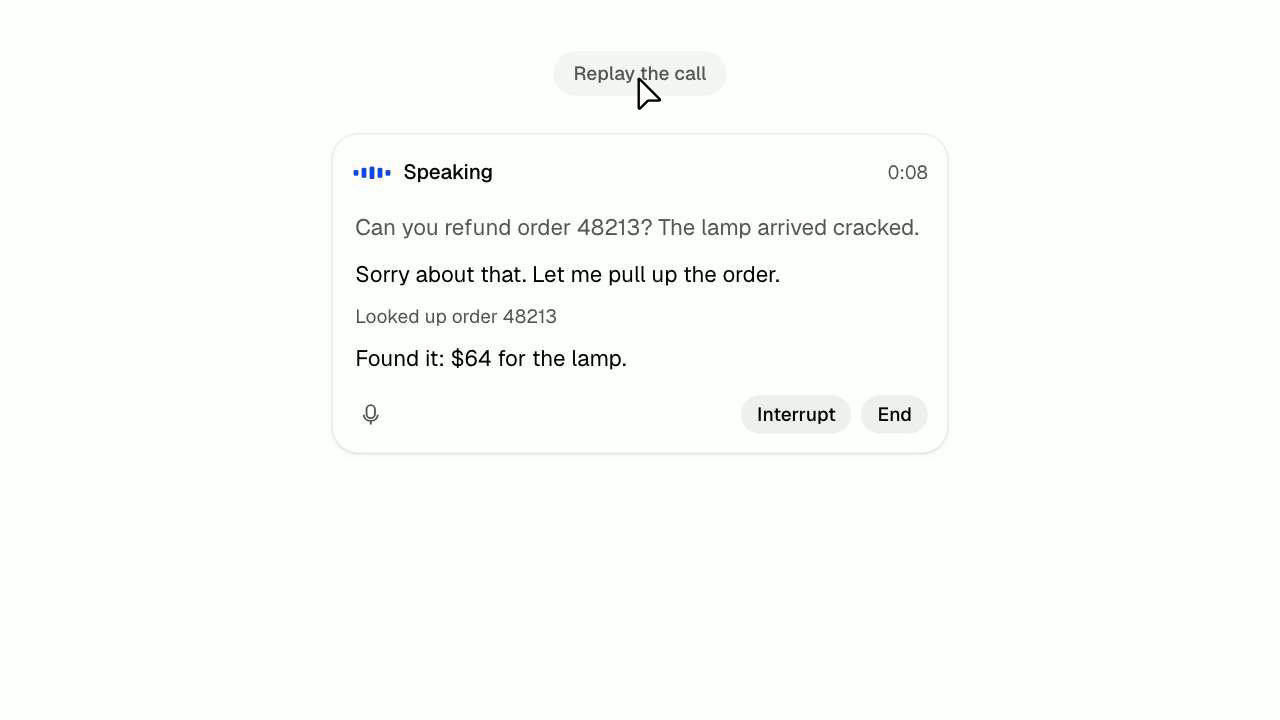 Replay the call
Speaking
0:08
Can you refund order 48213? The lamp arrived cracked.
Sorry about that. Let me pull up the order.
Looked up order 48213
Found it: $64 for the lamp.
Interrupt
End